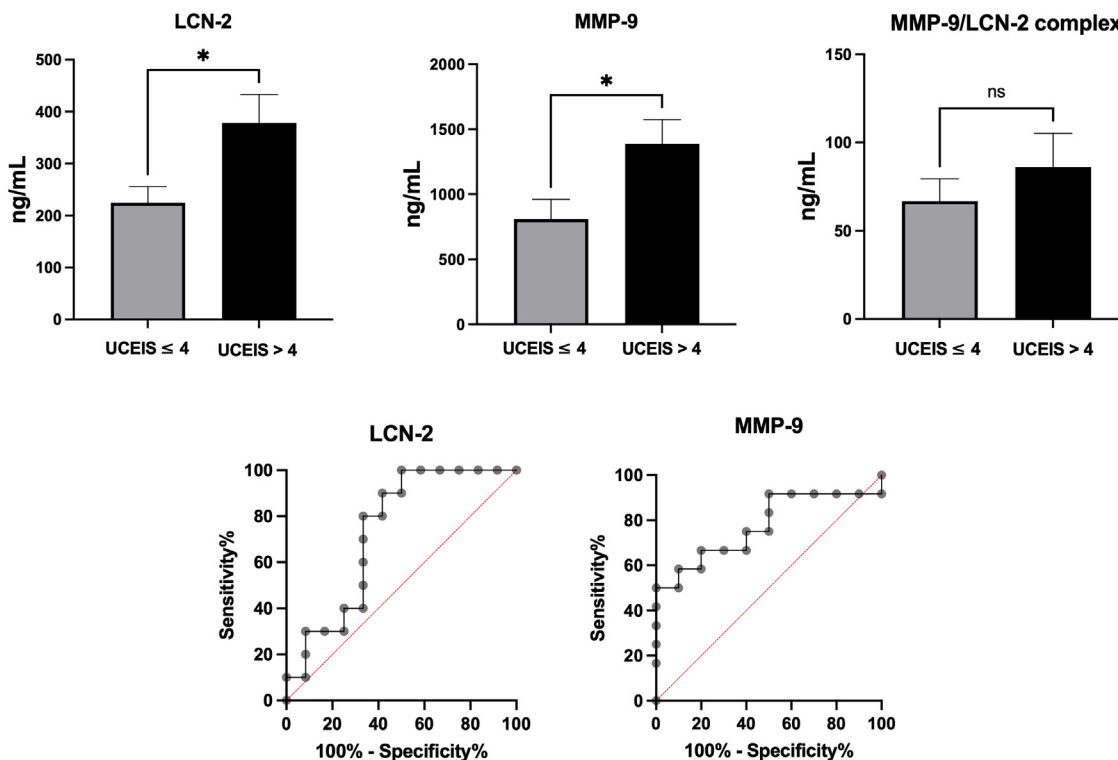 LCN-2
500
400
300
200
100
0
ng/mL
*
UCEIS ≤ 4 UCEIS > 4
MMP-9
2000
1500
1000
500
0
ng/mL
*
UCEIS ≤ 4 UCEIS > 4
MMP-9/LCN-2 complex
150
100
50
0
ng/mL
ns
UCEIS ≤ 4 UCEIS > 4
LCN-2
100
80
60
40
20
0
Sensitivity%
0 20 40 60 80 100
100% - Specificity%
MMP-9
100
80
60
40
20
0
Sensitivity%
0 20 40 60 80 100
100% - Specificity%